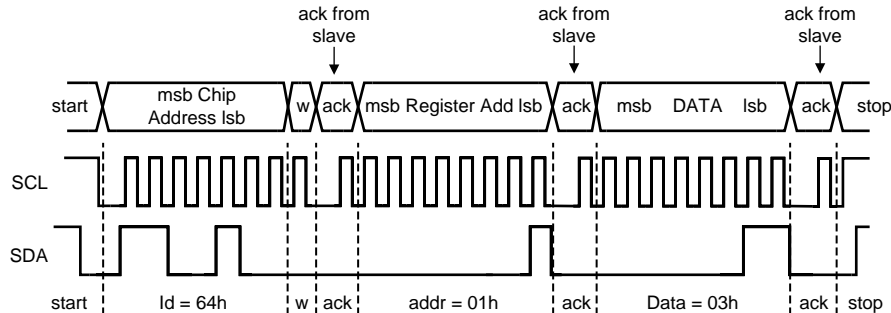 ack from slave
ack from slave
ack from slave
start
msb Chip Address lsb
w
ack
msb Register Add lsb
ack
msb DATA lsb
ack
stop
SCL
SDA
start
Id = 64h
w
ack
addr = 01h
ack
Data = 03h
ack
stop